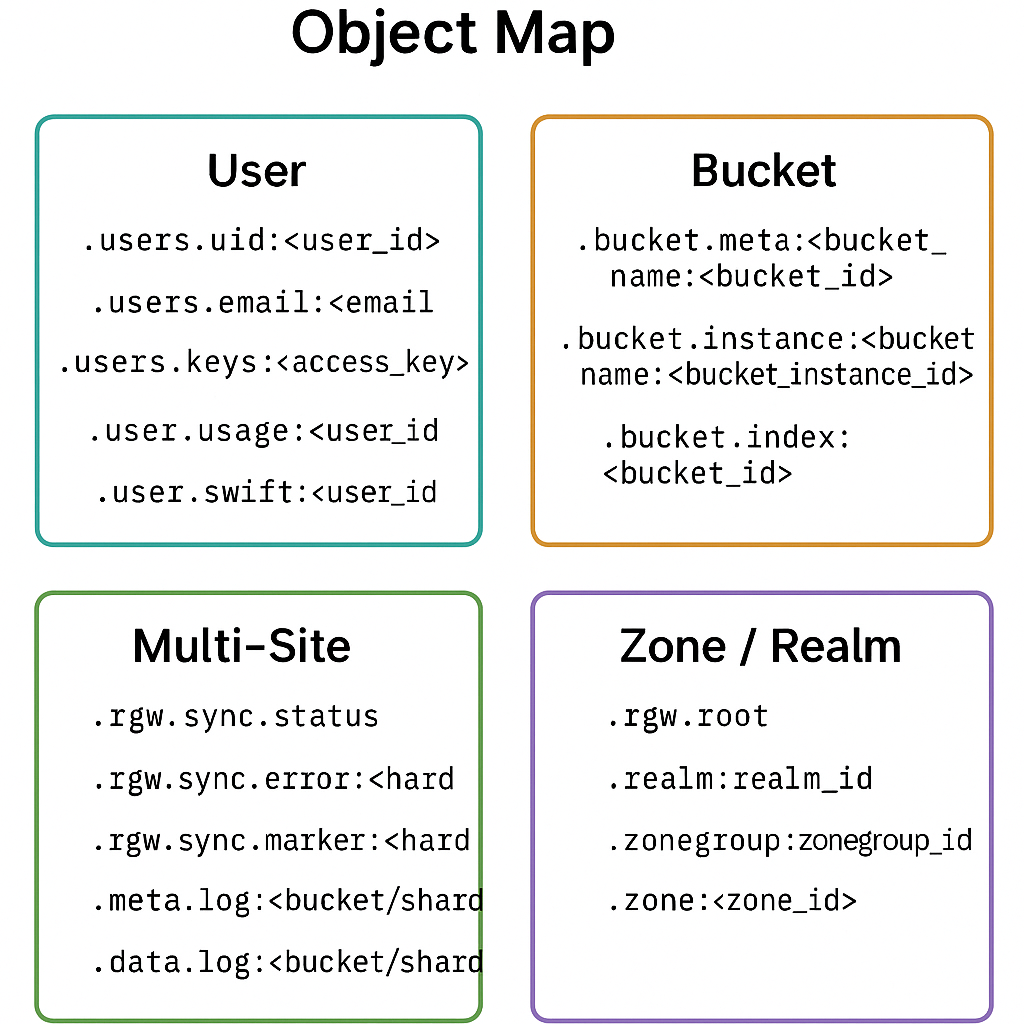 Object Map
User
.users.uid:<user_id>
.users.email:<email
.users.keys:<access_key>
.user.usage:<user_id
.user.swift:<user_id
Bucket
.bucket.meta:<bucket_
name:<bucket_id>
.bucket.instance:<bucket
name:<bucket_instance_id>
.bucket.index:
<bucket_id>
Multi-Site
.rgw.sync.status
.rgw.sync.error:<hard
.rgw.sync.marker:<hard
.meta.log:<bucket/shard
.data.log:<bucket/shard
Zone / Realm
.rgw.root
.realm:realm_id
.zonegroup:zonegroup_id
.zone:<zone_id>